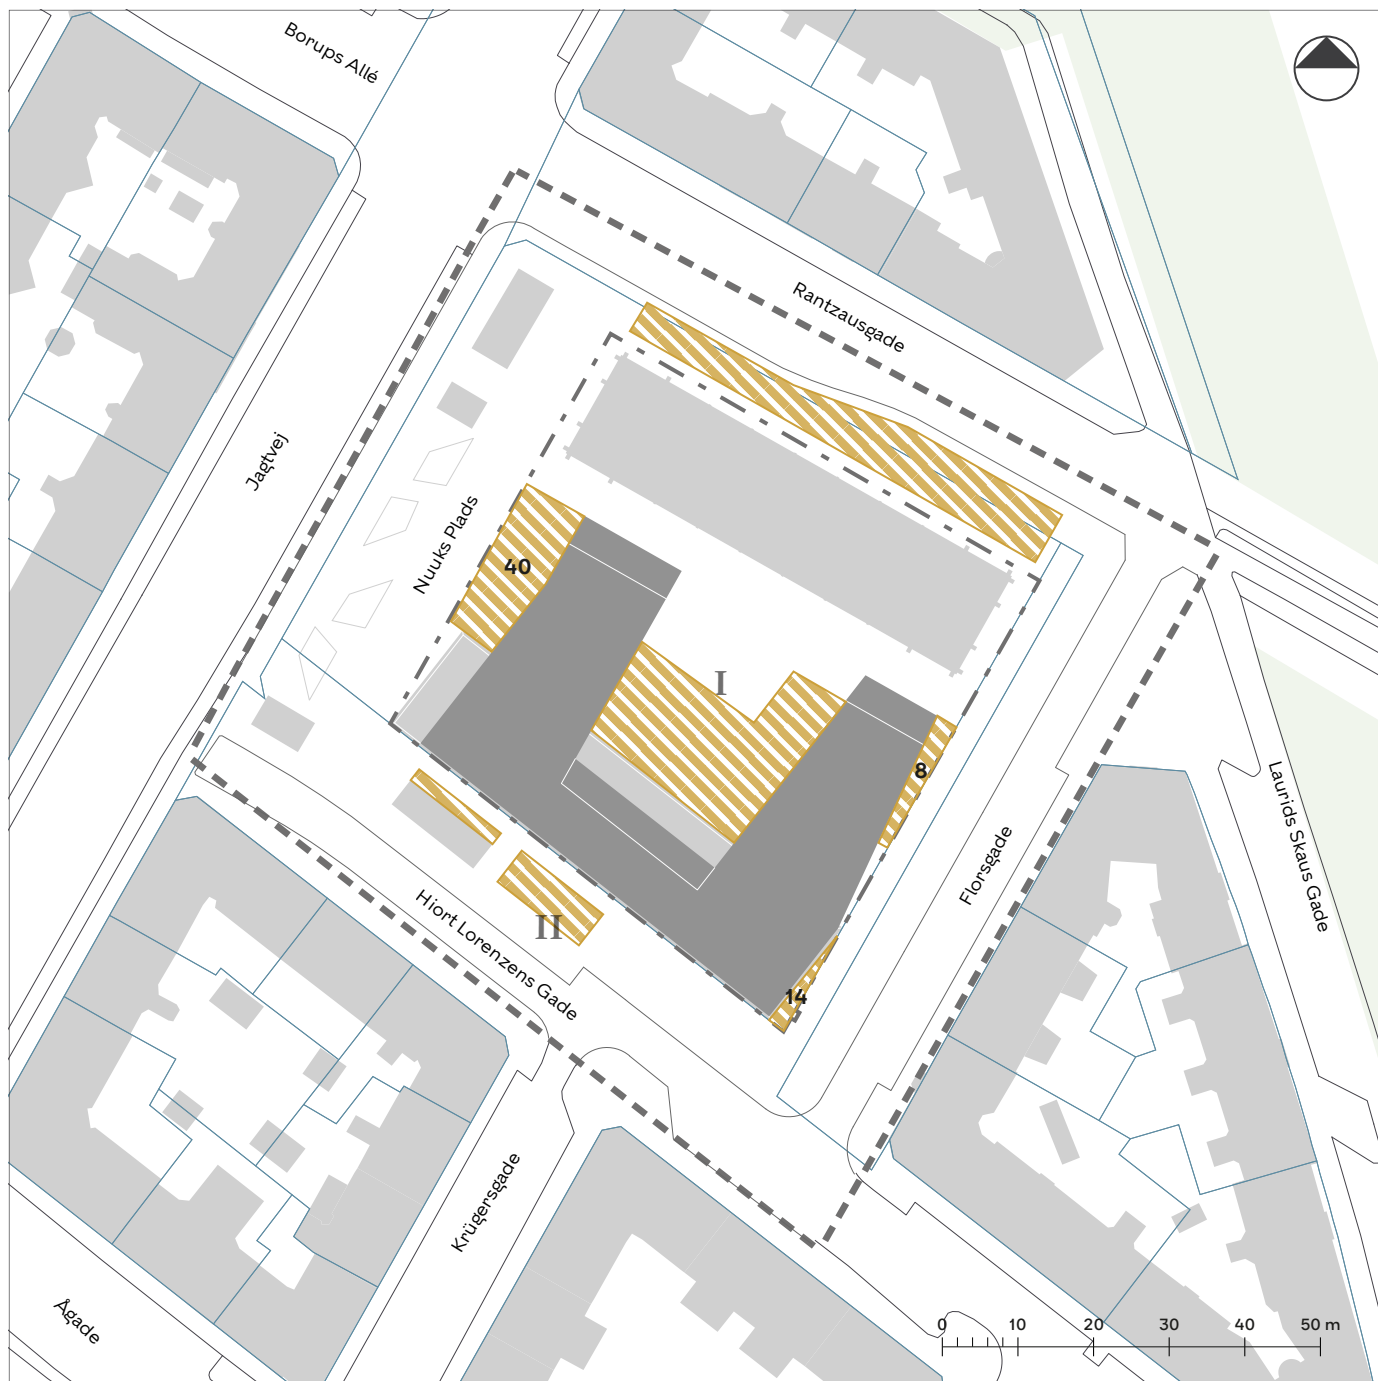 Borups Allé
Rantzausgade
Jagtvej
Nuuks Plads
40
I
8
Laurids Skaus Gade
Florsgade
Hiort Lorenzens Gade
II
14
Krügersgade
Ågade
0 10 20 30 40 50 m